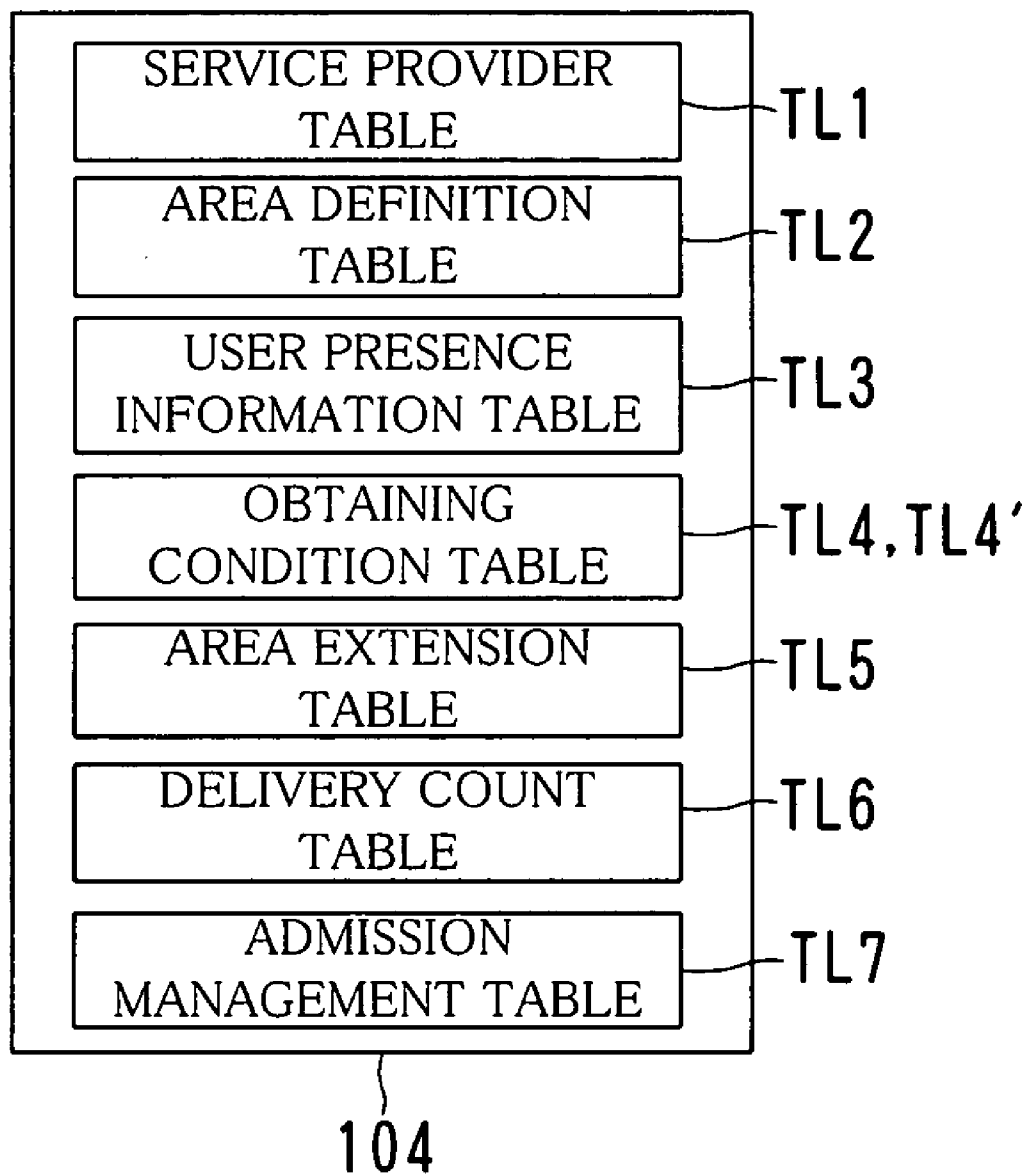 SERVICE PROVIDER
TABLE
TL1
AREA DEFINITION
TABLE
TL2
USER PRESENCE
INFORMATION TABLE
TL3
OBTAINING
CONDITION TABLE
TL4,TL4'
AREA EXTENSION
TABLE
TL5
DELIVERY COUNT
TABLE
TL6
ADMISSION
MANAGEMENT TABLE
TL7
104